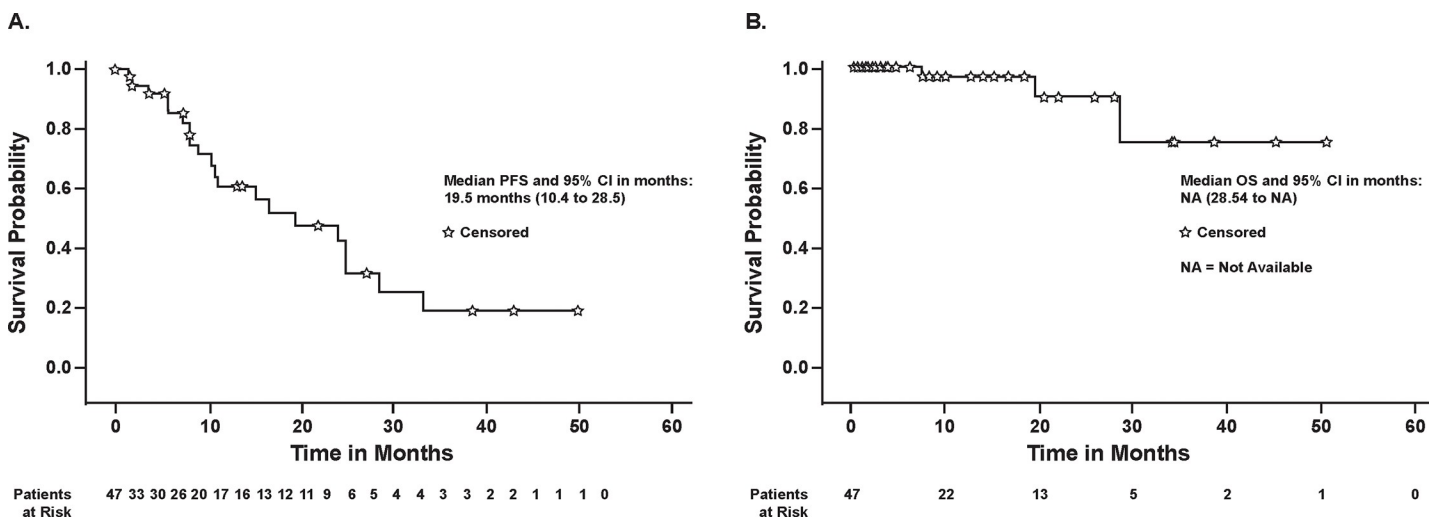 A.
1.0
0.8
0.6
0.4
0.2
0.0
Survival Probability
Median PFS and 95% CI in months:
19.5 months (10.4 to 28.5)
Censored
0 10 20 30 40 50 60
Time in Months
Patients at Risk
47 33 30 26 20 17 16 13 12 11 9 6 5 4 4 3 3 2 2 1 1 1 0
B.
1.0
0.8
0.6
0.4
0.2
0.0
Survival Probability
Median OS and 95% CI in months:
NA (28.54 to NA)
Censored
NA = Not Available
0 10 20 30 40 50 60
Time in Months
Patients at Risk
47 22 13 5 2 1 0